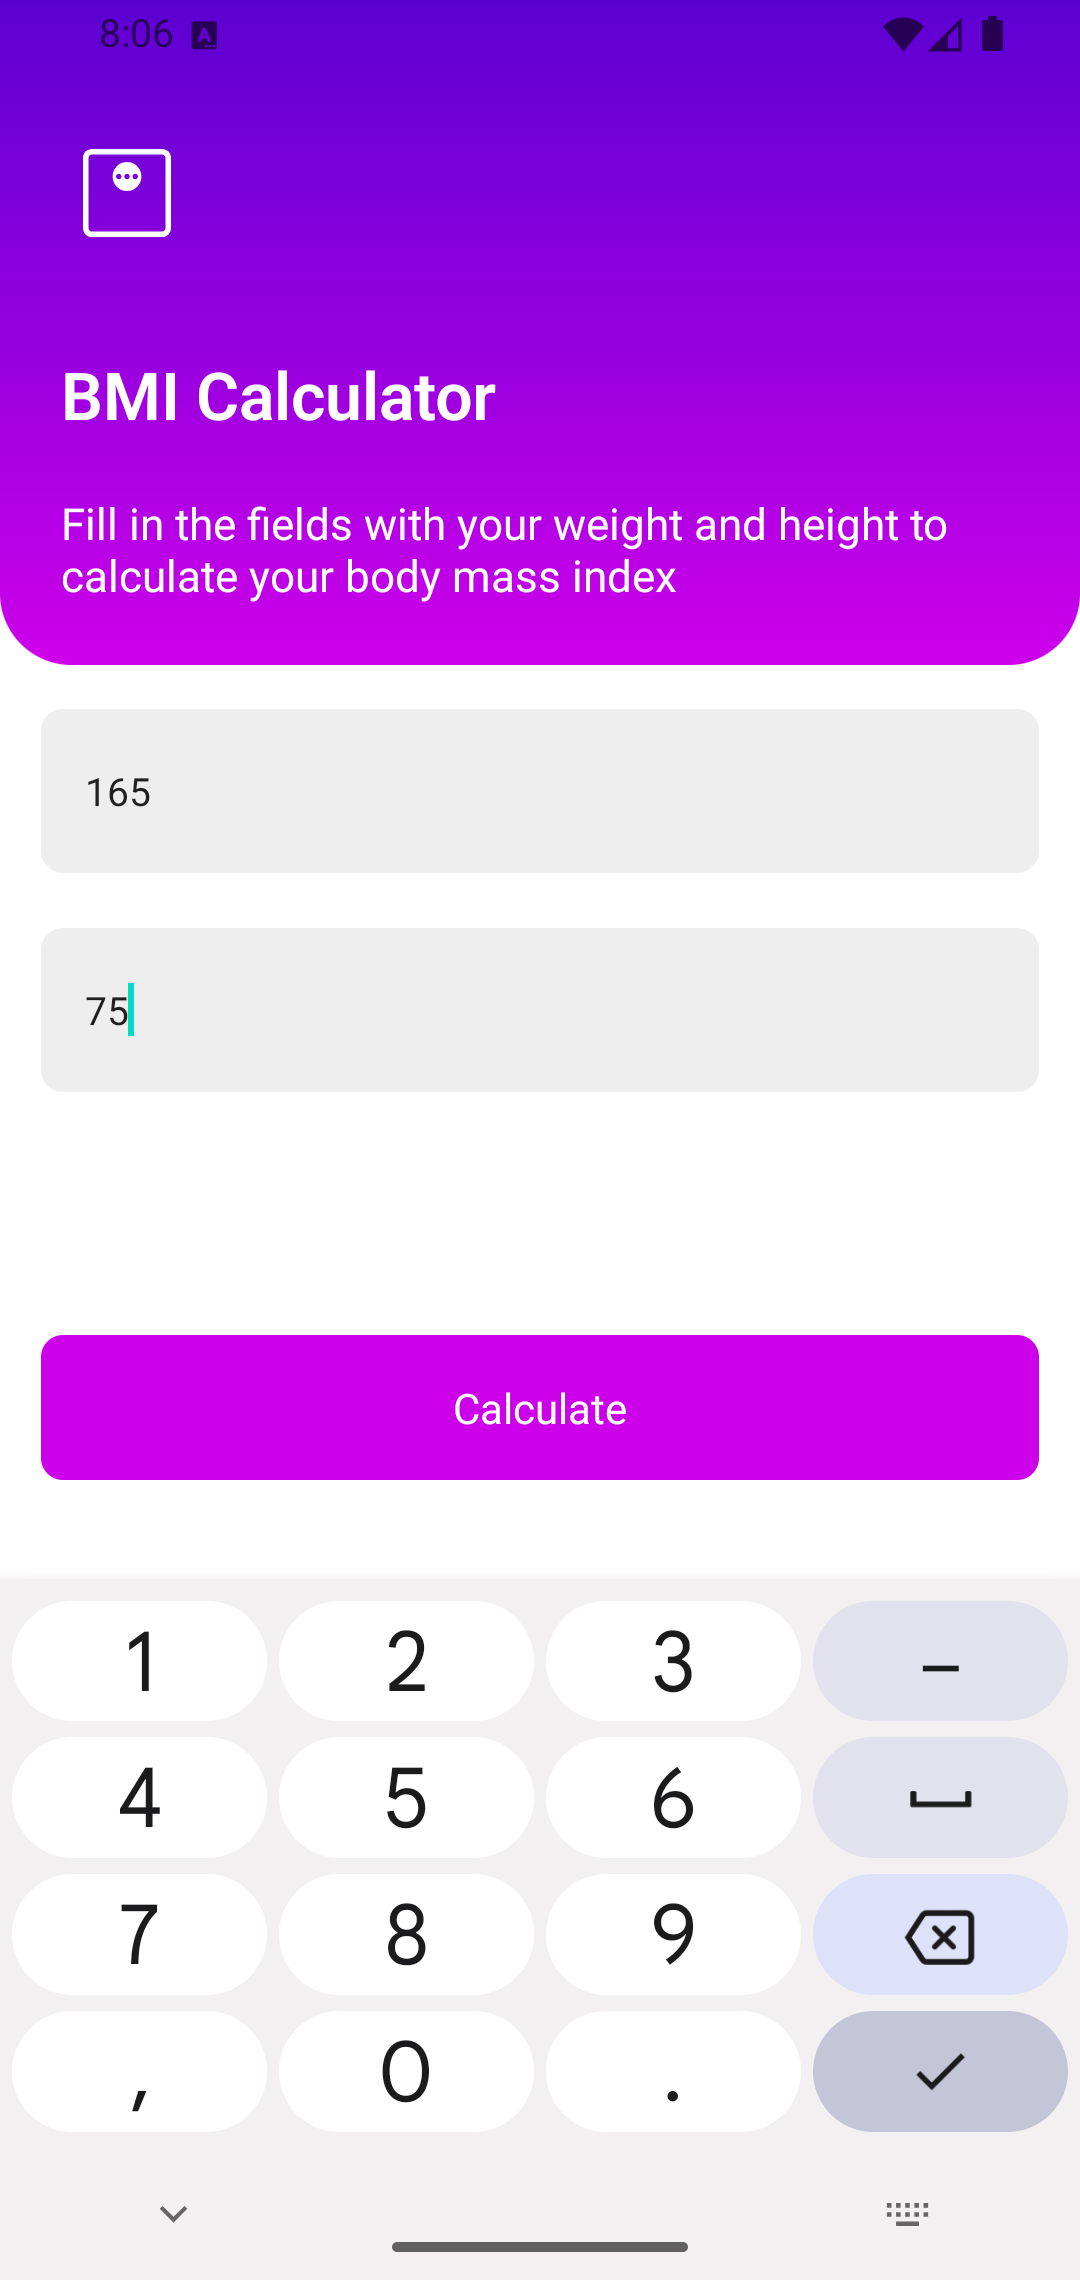 8:06
BMI Calculator
Fill in the fields with your weight and height to
calculate your body mass index
165
75
Calculate
1 2 3 –
4 5 6
7 8 9
, 0 .